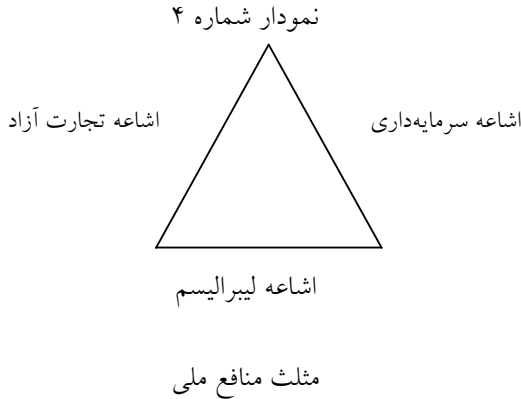 نمودار شماره ۴
اشاعه سرمایه‌داری
اشاعه تجارت آزاد
اشاعه لیبرالیسم
مثلث منافع ملی